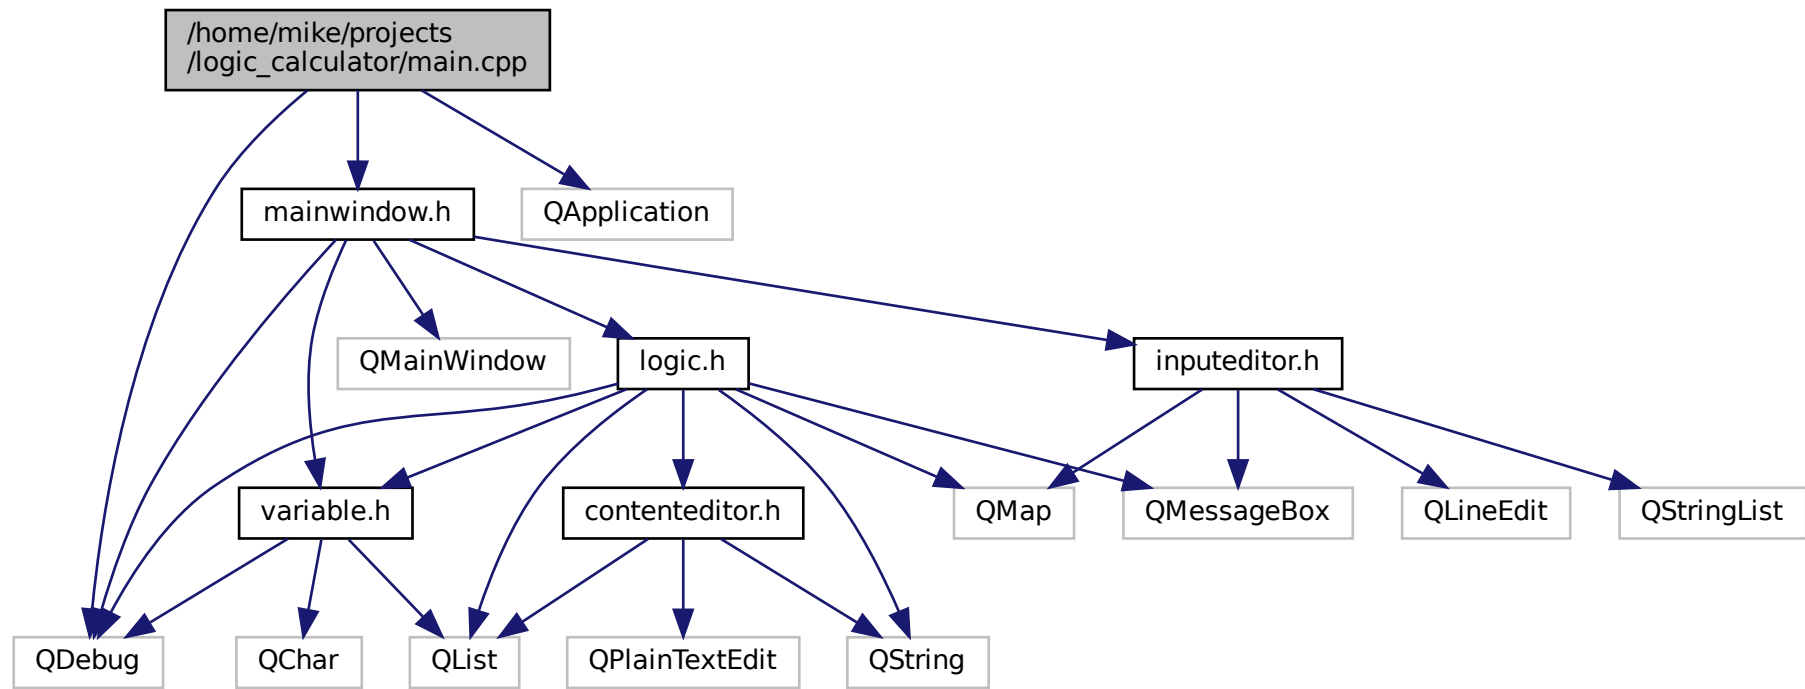 /home/mike/projects
/logic_calculator/main.cpp
mainwindow.h
QApplication
QMainWindow
logic.h
inputeditor.h
variable.h
contenteditor.h
QMap
QMessageBox
QLineEdit
QStringList
QDebug
QChar
QList
QPlainTextEdit
QString